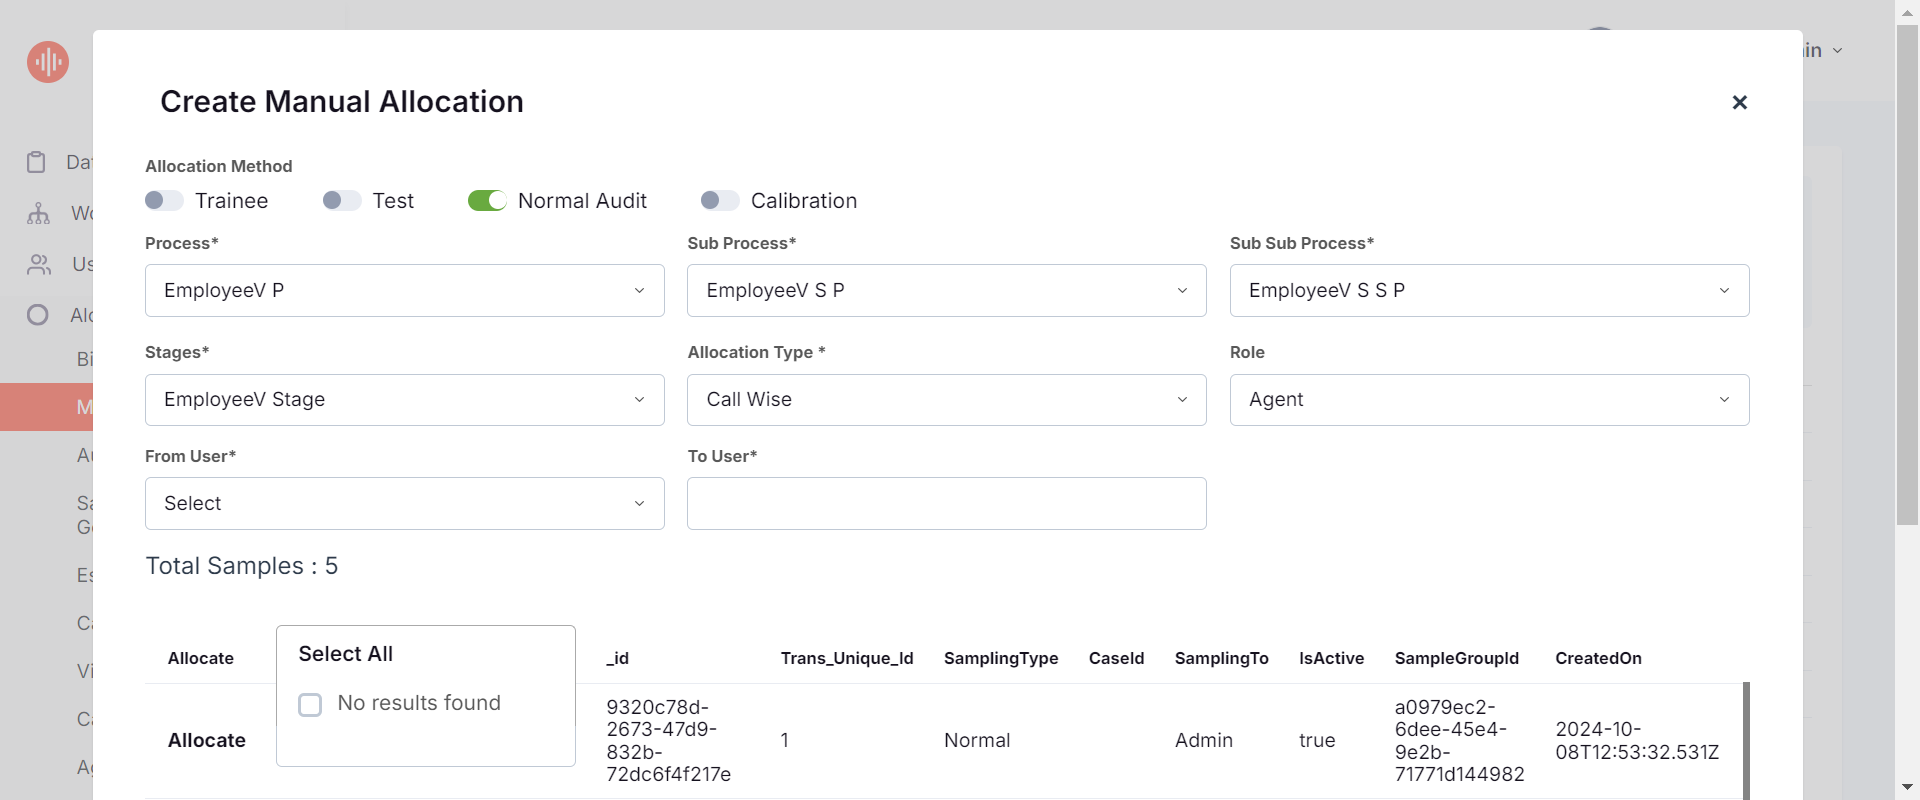 in
Create Manual Allocation
Allocation Method
Trainee Test Normal Audit Calibration
Process* Sub Process* Sub Sub Process*
EmployeeV P EmployeeV S P EmployeeV S S P
Stages* Allocation Type * Role
EmployeeV Stage Call Wise Agent
From User* To User*
Select
Total Samples : 5
Allocate Select All _id Trans_Unique_Id SamplingType CaseId SamplingTo IsActive SampleGroupId CreatedOn
No results found
Allocate 9320c78d- 1 Normal Admin true a0979ec2- 2024-10-
2673-47d9- 6dee-45e4- 08T12:53:32.531Z
832b- 9e2b-
72dc6f4f217e 71771d144982
Da
Wo
Us
Alo
Bi
M
Au
Sa
Ge
Es
Ca
Vi
Ca
Ag